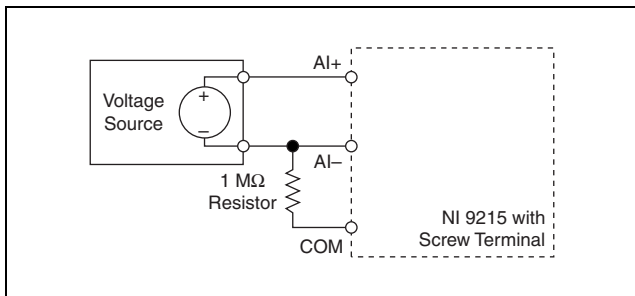 AI+
Voltage
Source
+
–
AI–
1 MΩ
Resistor
NI 9215 with
Screw Terminal
COM